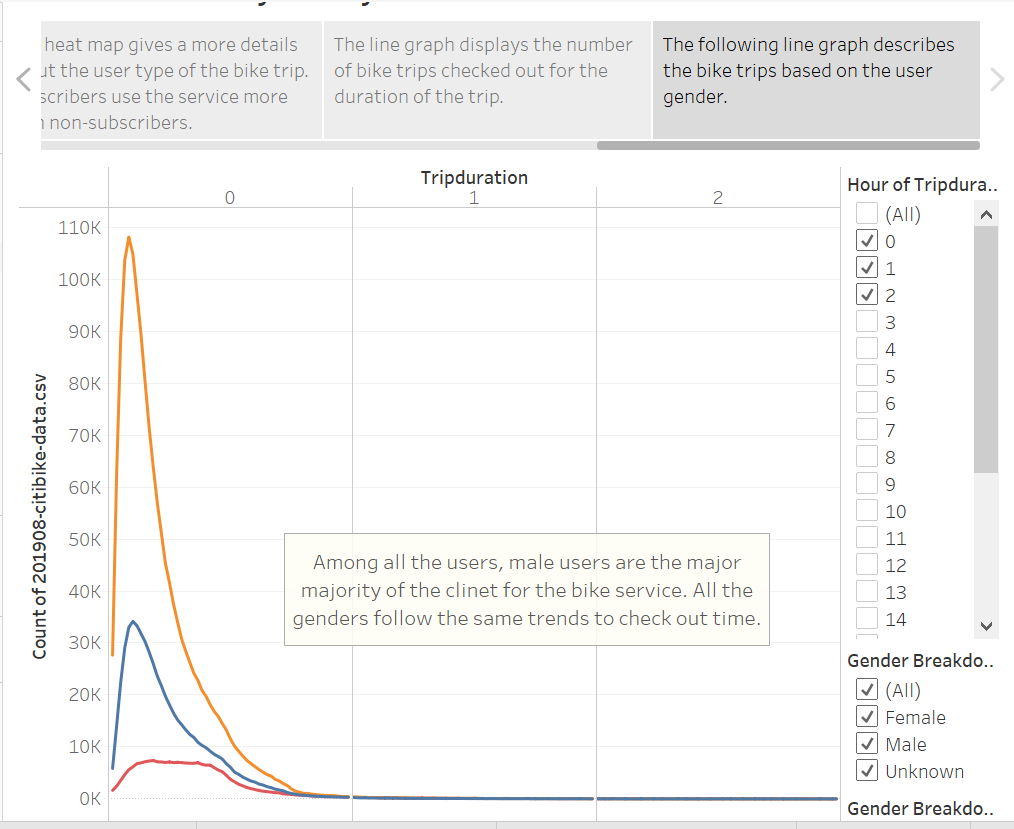 heat map gives a more details
ut the user type of the bike trip.
scribers use the service more
non-subscribers.
The line graph displays the number
of bike trips checked out for the
duration of the trip.
The following line graph describes
the bike trips based on the user
gender.
Tripduration
0
1
2
110K
100K
90K
80K
70K
60K
50K
40K
30K
20K
10K
0K
Count of 201908-citibike-data.csv
Among all the users, male users are the major
majority of the clinet for the bike service. All the
genders follow the same trends to check out time.
Hour of Tripdura..
(All)
0
1
2
3
4
5
6
7
8
9
10
11
12
13
14
Gender Breakdo..
(All)
Female
Male
Unknown
Gender Breakdo..